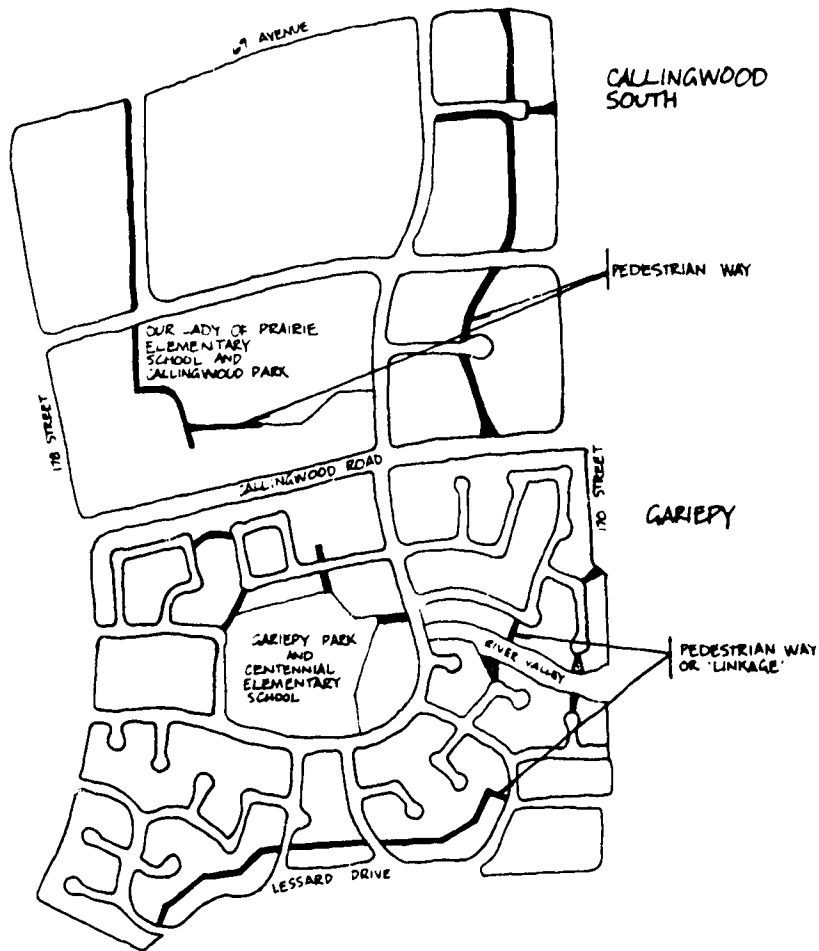 69 AVENUE
CALLINGWOOD
SOUTH
PEDESTRIAN WAY
OUR LADY OF PRAIRIE
ELEMENTARY
SCHOOL AND
CALLINGWOOD PARK
178 STREET
CALLINGWOOD ROAD
170 STREET
GARIEPY
GARIEPY PARK
AND
CENTENNIAL
ELEMENTARY
SCHOOL
RIVER VALLEY
PEDESTRIAN WAY
OR 'LINKAGE'
LESSARD DRIVE